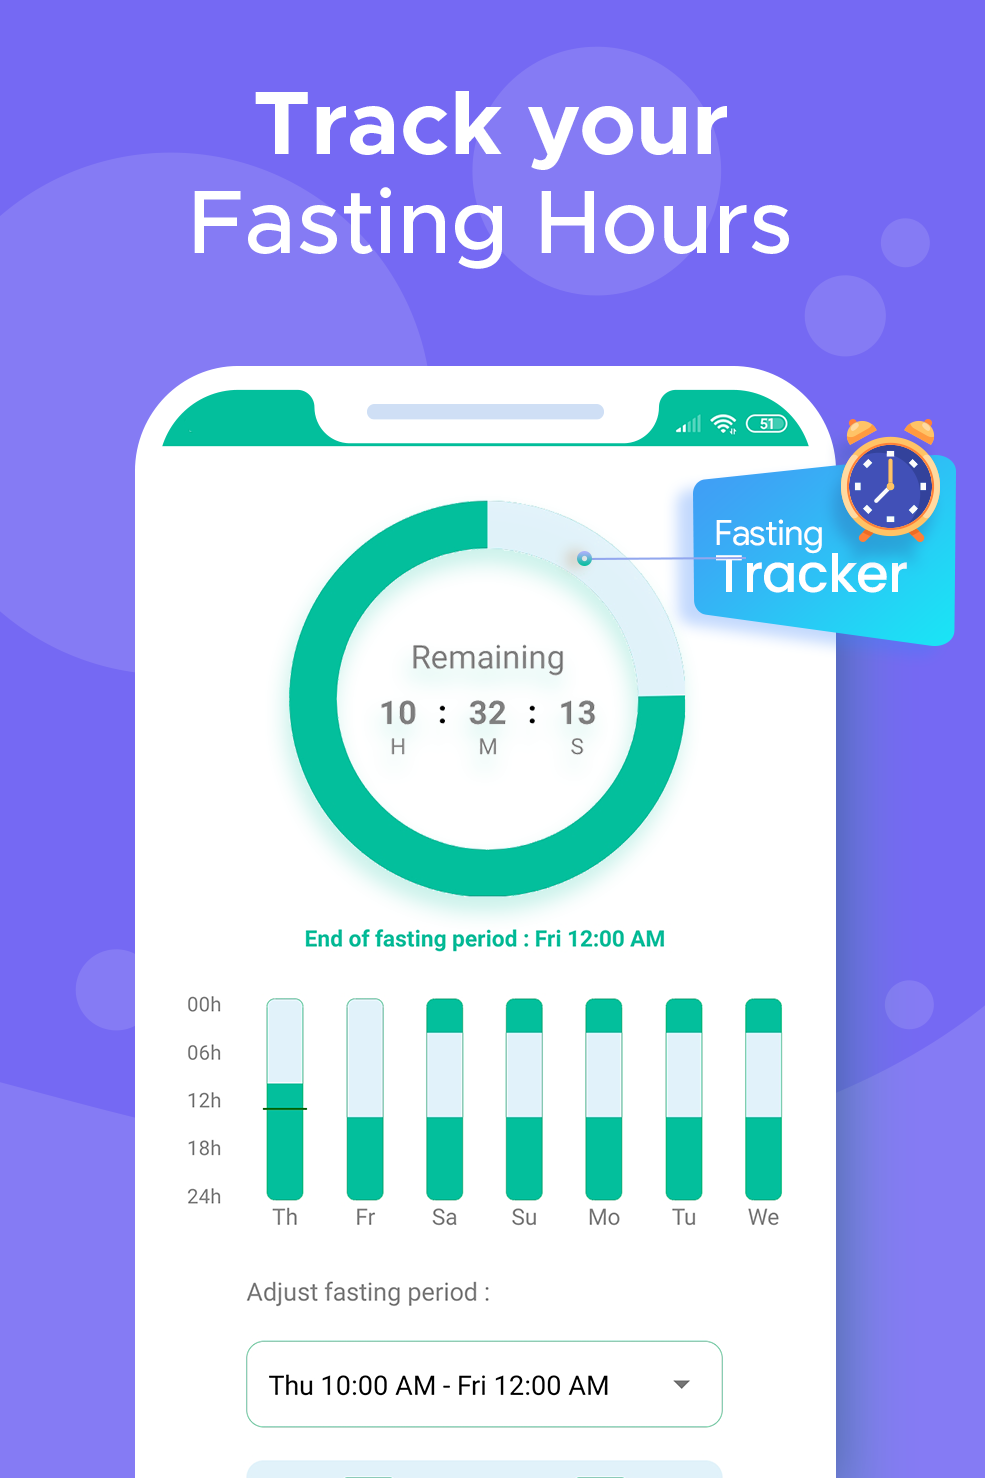 Track your
Fasting Hours
51
Fasting
Tracker
Remaining
10 : 32 : 13
H M S
End of fasting period : Fri 12:00 AM
00h
06h
12h
18h
24h
Th Fr Sa Su Mo Tu We
Adjust fasting period :
Thu 10:00 AM - Fri 12:00 AM